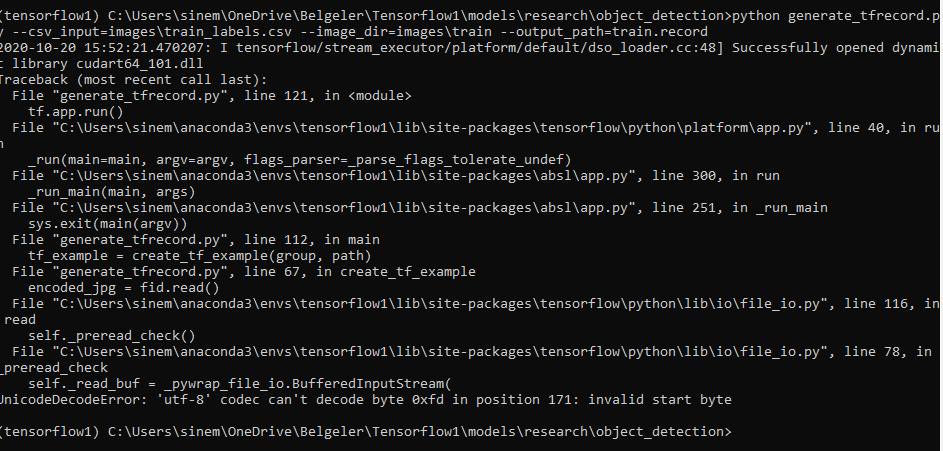 (tensorflow1) C:\Users\sinem\OneDrive\Belgeler\Tensorflow1\models\research\object_detection>python generate_tfrecord.p
y --csv_input=images\train_labels.csv --image_dir=images\train --output_path=train.record
2020-10-20 15:52:21.470207: I tensorflow/stream_executor/platform/default/dso_loader.cc:48] Successfully opened dynami
c library cudart64_101.dll
Traceback (most recent call last):
  File "generate_tfrecord.py", line 121, in <module>
    tf.app.run()
  File "C:\Users\sinem\anaconda3\envs\tensorflow1\lib\site-packages\tensorflow\python\platform\app.py", line 40, in ru
n
    _run(main=main, argv=argv, flags_parser=_parse_flags_tolerate_undef)
  File "C:\Users\sinem\anaconda3\envs\tensorflow1\lib\site-packages\absl\app.py", line 300, in run
    _run_main(main, args)
  File "C:\Users\sinem\anaconda3\envs\tensorflow1\lib\site-packages\absl\app.py", line 251, in _run_main
    sys.exit(main(argv))
  File "generate_tfrecord.py", line 112, in main
    tf_example = create_tf_example(group, path)
  File "generate_tfrecord.py", line 67, in create_tf_example
    encoded_jpg = fid.read()
  File "C:\Users\sinem\anaconda3\envs\tensorflow1\lib\site-packages\tensorflow\python\lib\io\file_io.py", line 116, in
 read
    self._preread_check()
  File "C:\Users\sinem\anaconda3\envs\tensorflow1\lib\site-packages\tensorflow\python\lib\io\file_io.py", line 78, in
_preread_check
    self._read_buf = _pywrap_file_io.BufferedInputStream(
UnicodeDecodeError: 'utf-8' codec can't decode byte 0xfd in position 171: invalid start byte

(tensorflow1) C:\Users\sinem\OneDrive\Belgeler\Tensorflow1\models\research\object_detection>